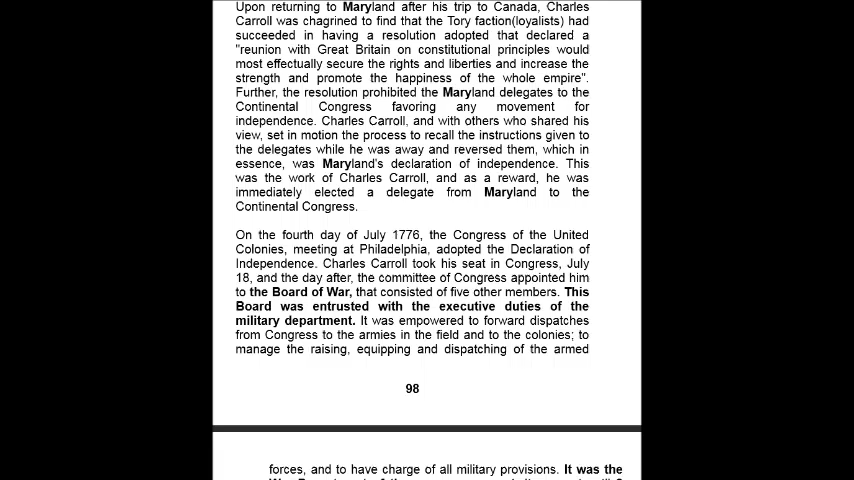 Upon returning to Maryland after his trip to Canada, Charles
Carroll was chagrined to find that the Tory faction(loyalists) had
succeeded in having a resolution adopted that declared a
"reunion with Great Britain on constitutional principles would
most effectually secure the rights and liberties and increase the
strength and promote the happiness of the whole empire".
Further, the resolution prohibited the Maryland delegates to the
Continental Congress favoring any movement for
independence. Charles Carroll, and with others who shared his
view, set in motion the process to recall the instructions given to
the delegates while he was away and reversed them, which in
essence, was Maryland's declaration of independence. This
was the work of Charles Carroll, and as a reward, he was
immediately elected a delegate from Maryland to the
Continental Congress.
On the fourth day of July 1776, the Congress of the United
Colonies, meeting at Philadelphia, adopted the Declaration of
Independence. Charles Carroll took his seat in Congress, July
18, and the day after, the committee of Congress appointed him
to the Board of War, that consisted of five other members. This
Board was entrusted with the executive duties of the
military department. It was empowered to forward dispatches
from Congress to the armies in the field and to the colonies; to
manage the raising, equipping and dispatching of the armed
98
forces, and to have charge of all military provisions. It was the